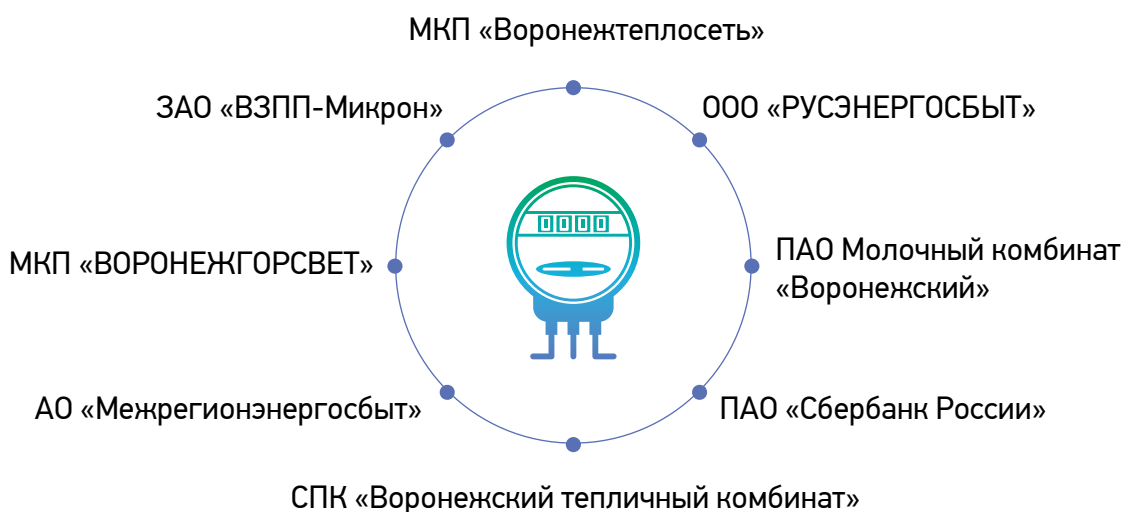 МКП «Воронежтеплосеть»
ЗАО «ВЗПП-Микрон»
ООО «РУСЭНЕРГОСБЫТ»
0000
МКП «ВОРОНЕЖГОРСВЕТ»
ПАО Молочный комбинат
«Воронежский»
АО «Межрегионэнергосбыт»
ПАО «Сбербанк России»
СПК «Воронежский тепличный комбинат»